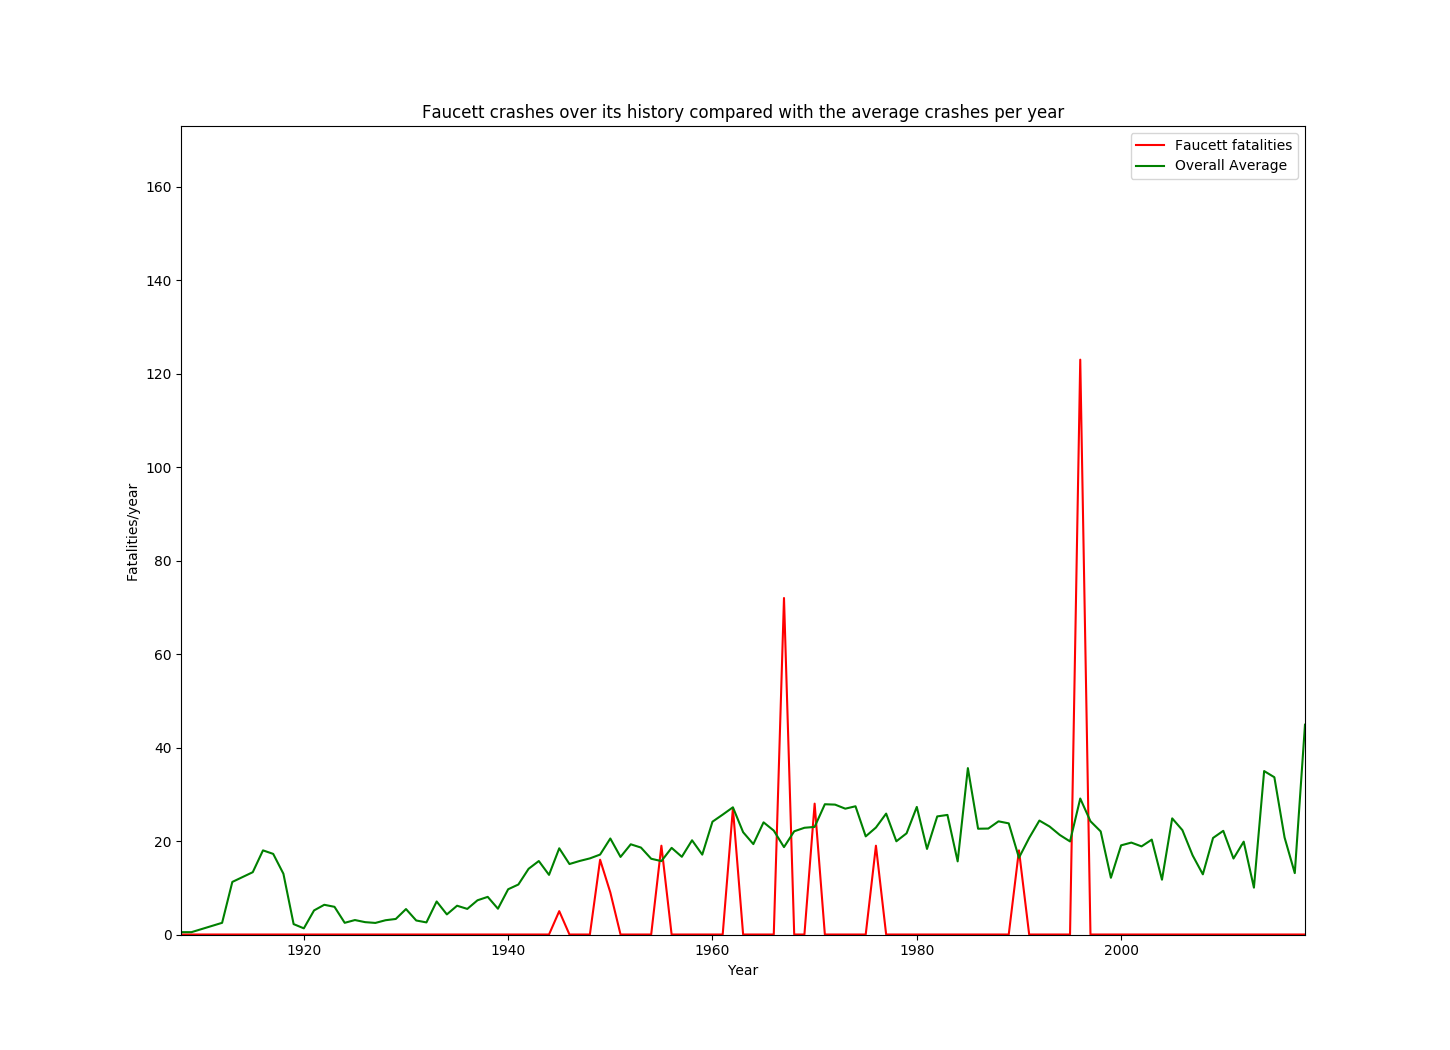 Faucett crashes over its history compared with the average crashes per year
Faucett fatalities
Overall Average
160
140
120
100
80
60
40
20
0
Fatalities/year
1920
1940
1960
1980
2000
Year